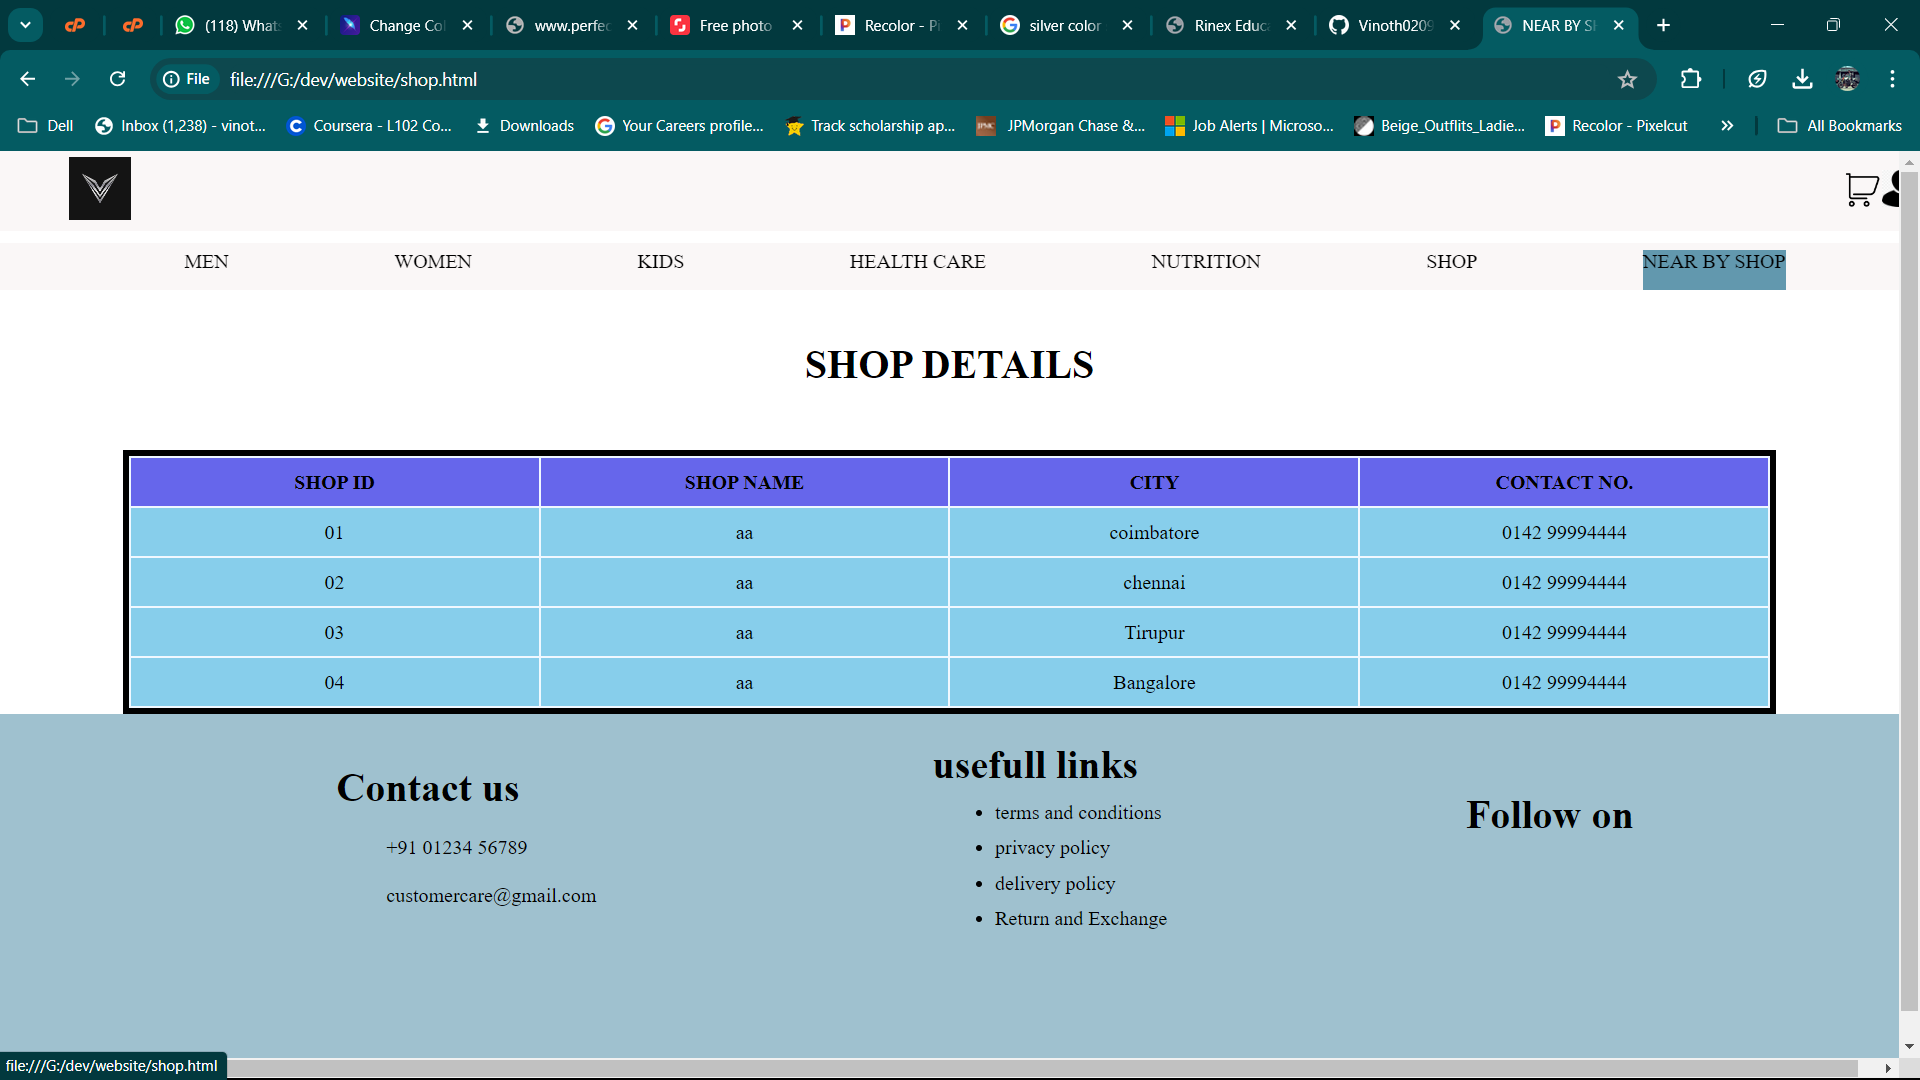 (118) Whats
Change Col
www.perfec
Free photo
Recolor - Pi
silver color
Rinex Educa
Vinoth0209
NEAR BY SH
File
file:///G:/dev/website/shop.html
Dell
Inbox (1,238) - vinot...
Coursera - L102 Co...
Downloads
Your Careers profile...
Track scholarship ap...
JPMorgan Chase &...
Job Alerts | Microso...
Beige_Outflits_Ladie...
Recolor - Pixelcut
All Bookmarks
MEN WOMEN KIDS HEALTH CARE NUTRITION SHOP NEAR BY SHOP
SHOP DETAILS
SHOP ID SHOP NAME CITY CONTACT NO.
01 aa coimbatore 0142 99994444
02 aa chennai 0142 99994444
03 aa Tirupur 0142 99994444
04 aa Bangalore 0142 99994444
Contact us
+91 01234 56789
customercare@gmail.com
usefull links
terms and conditions
privacy policy
delivery policy
Return and Exchange
Follow on
file:///G:/dev/website/shop.html